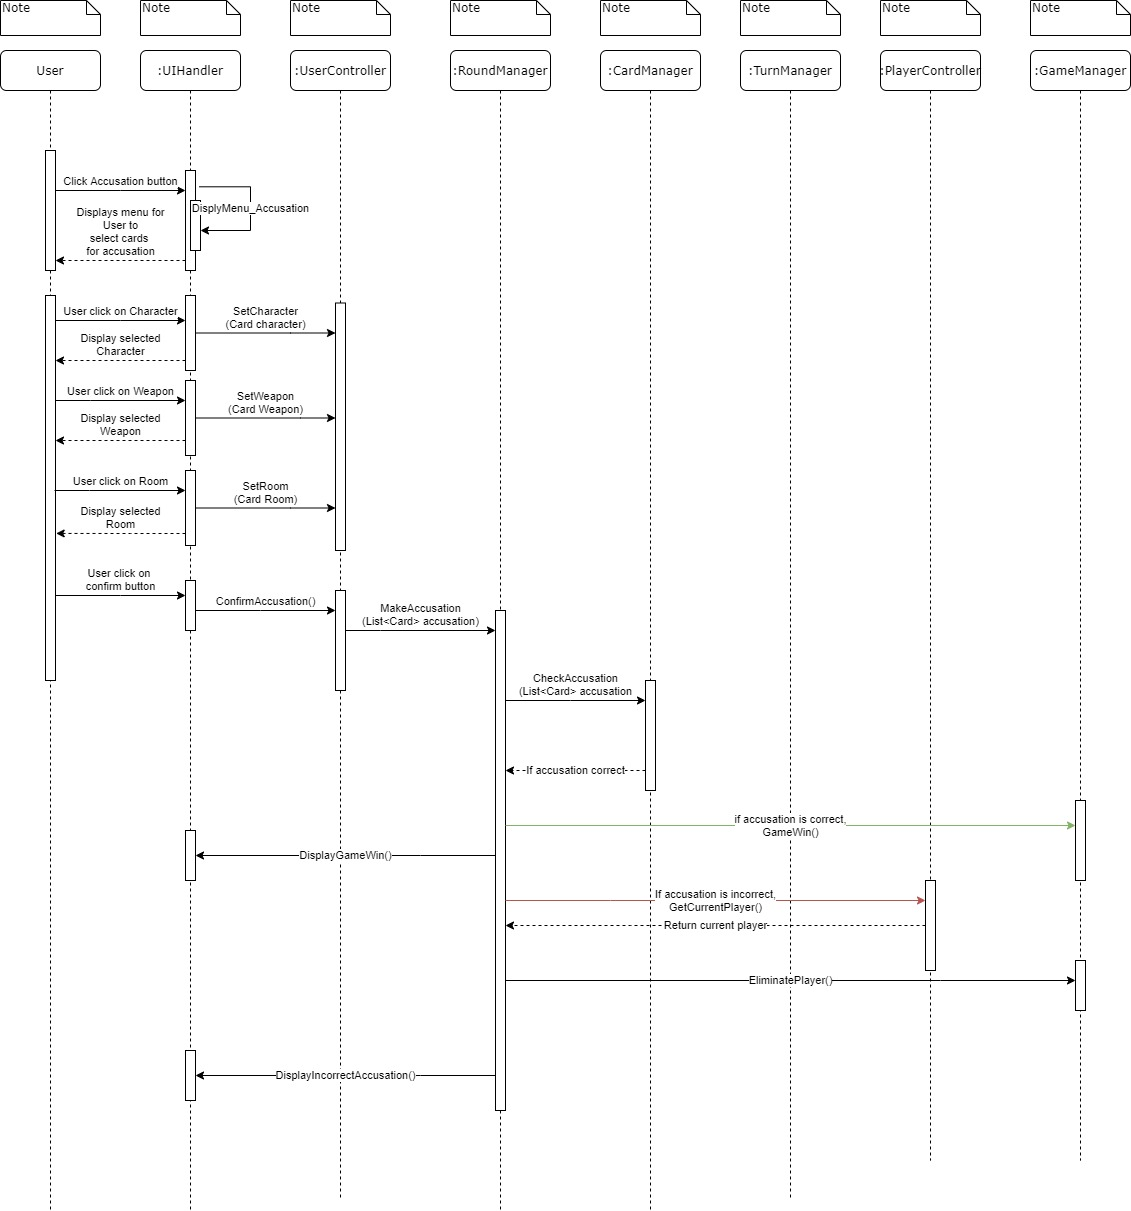 Note
Note
Note
Note
Note
Note
Note
Note
User
:UIHandler
:UserController
:RoundManager
:CardManager
:TurnManager
:PlayerController
:GameManager
Click Accusation button
DisplyMenu_Accusation
Displays menu for
User to
select cards
for accusation
User click on Character
SetCharacter
(Card character)
Display selected
Character
User click on Weapon
SetWeapon
(Card Weapon)
Display selected
Weapon
User click on Room
SetRoom
(Card Room)
Display selected
Room
User click on
confirm button
ConfirmAccusation()
MakeAccusation
(List<Card> accusation)
CheckAccusation
(List<Card> accusation
If accusation correct
if accusation is correct,
GameWin()
DisplayGameWin()
If accusation is incorrect,
GetCurrentPlayer()
Return current player
EliminatePlayer()
DisplayIncorrectAccusation()